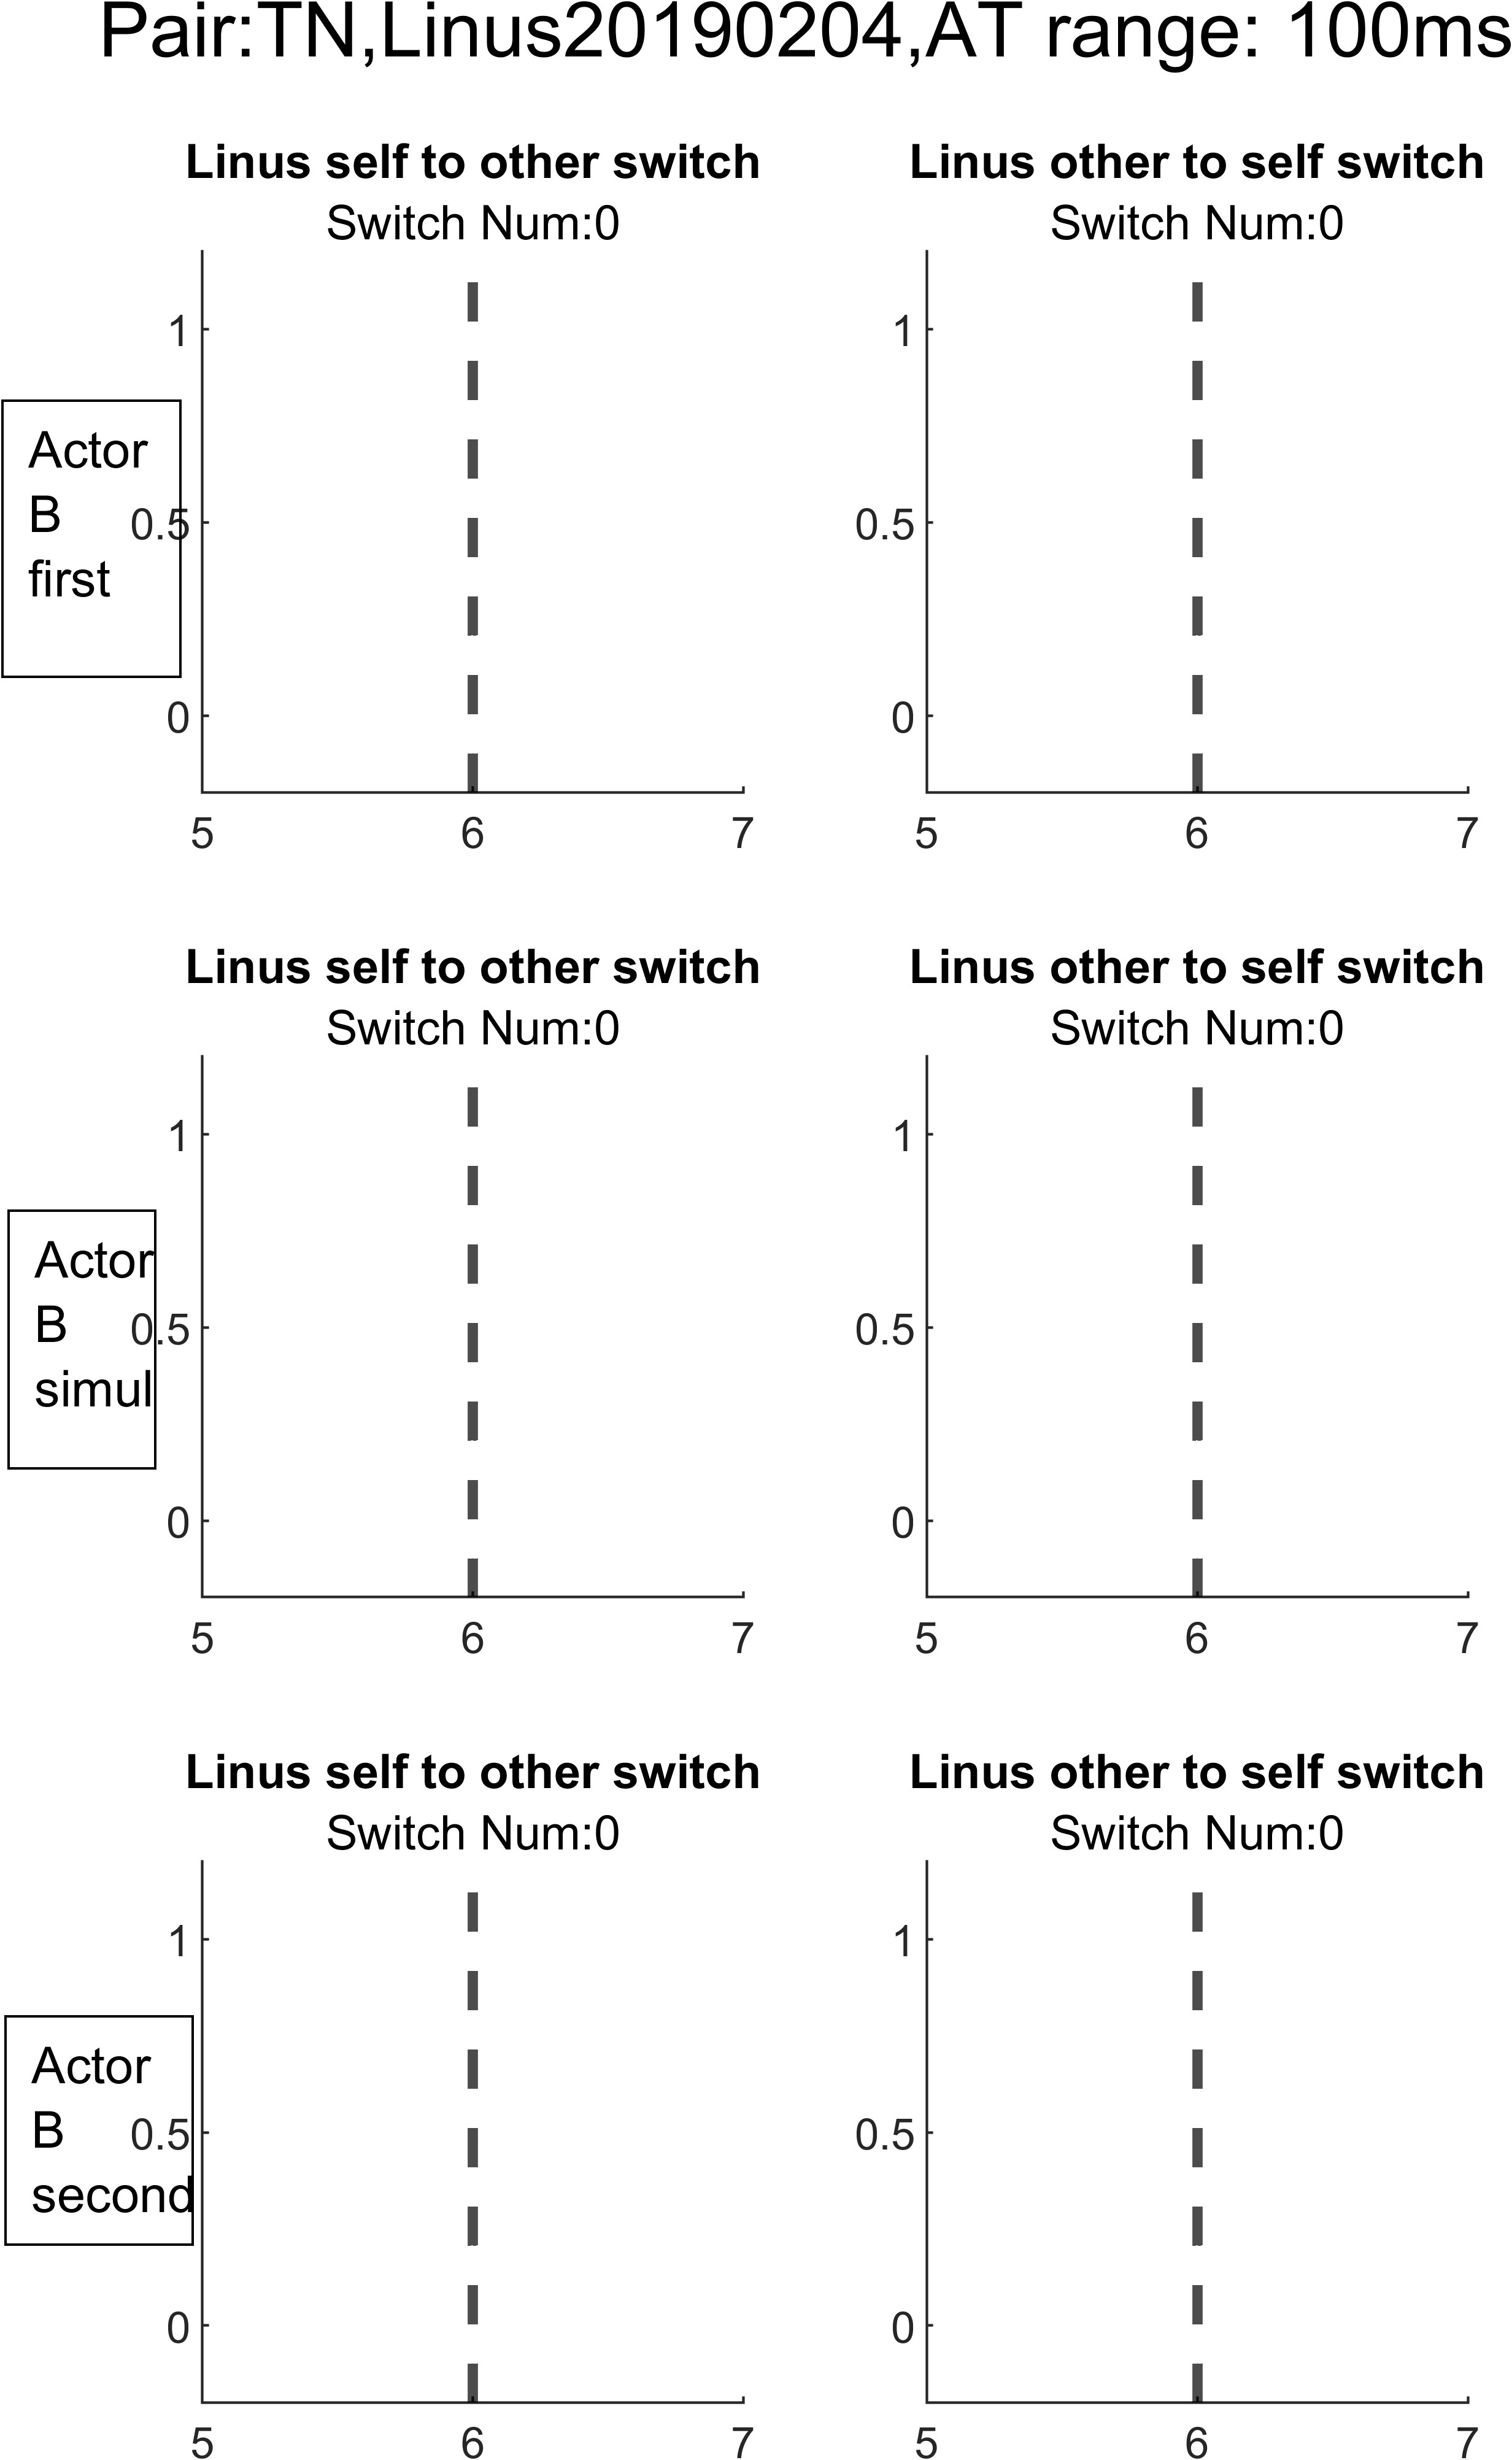 Pair:TN,Linus20190204,AT range: 100ms
Linus self to other switch
Switch Num:0
1
0.5
0
5 6 7
Actor
B
first
Linus other to self switch
Switch Num:0
1
0.5
0
5 6 7
Linus self to other switch
Switch Num:0
1
0.5
0
5 6 7
Actor
B
simul
Linus other to self switch
Switch Num:0
1
0.5
0
5 6 7
Linus self to other switch
Switch Num:0
1
0.5
0
5 6 7
Actor
B
second
Linus other to self switch
Switch Num:0
1
0.5
0
5 6 7